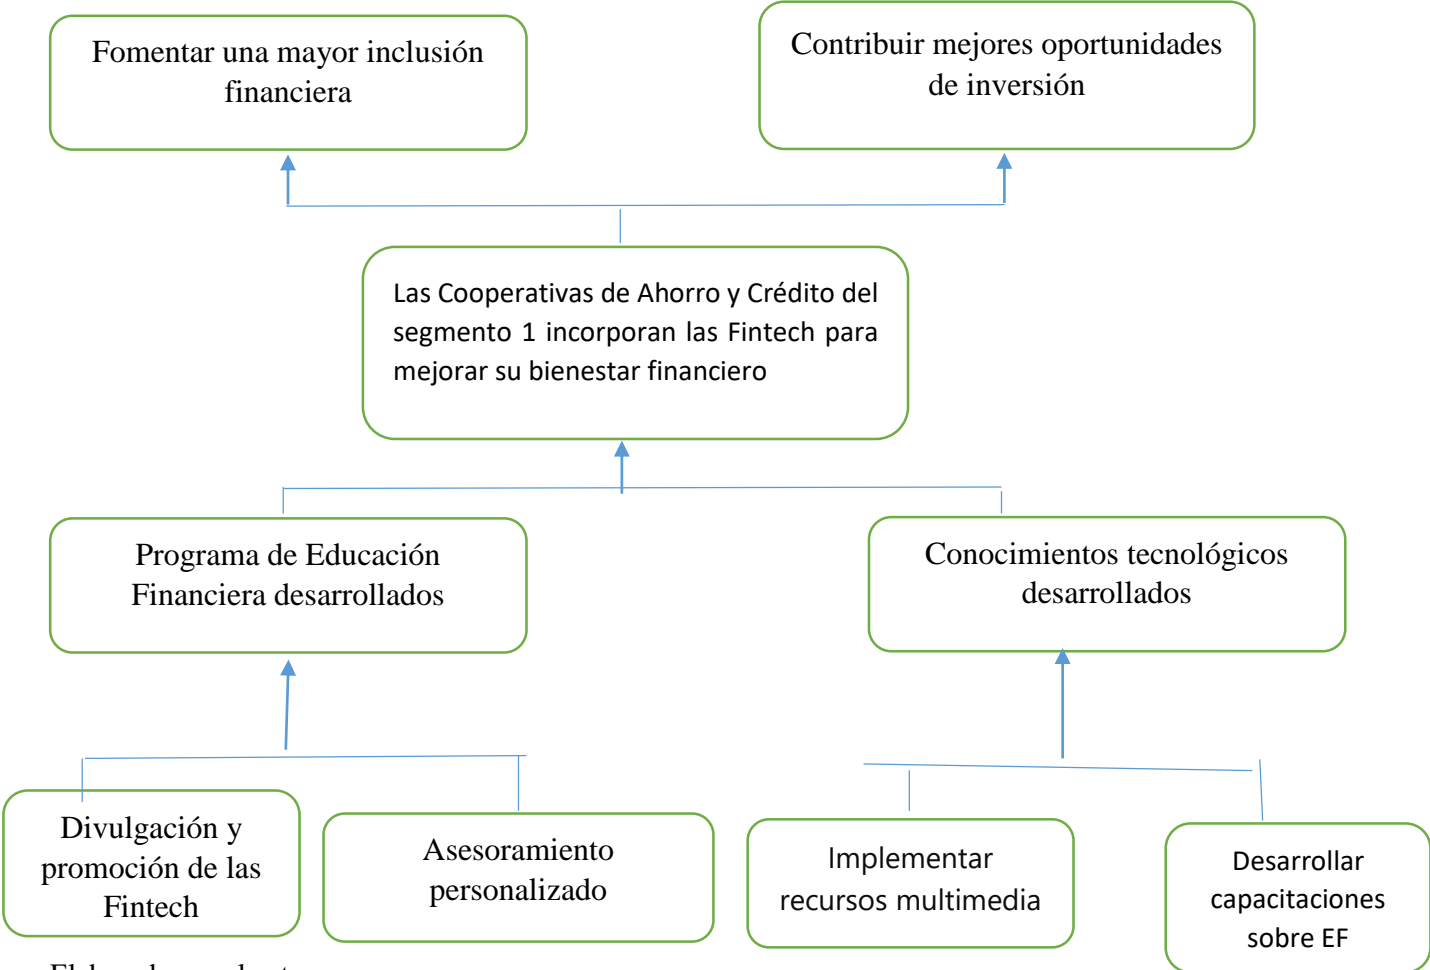 Fomentar una mayor inclusión
financiera
Contribuir mejores oportunidades
de inversión
Las Cooperativas de Ahorro y Crédito del
segmento 1 incorporan las Fintech para
mejorar su bienestar financiero
Programa de Educación
Financiera desarrollados
Conocimientos tecnológicos
desarrollados
Divulgación y
promoción de las
Fintech
Asesoramiento
personalizado
Implementar
recursos multimedia
Desarrollar
capacitaciones
sobre EF